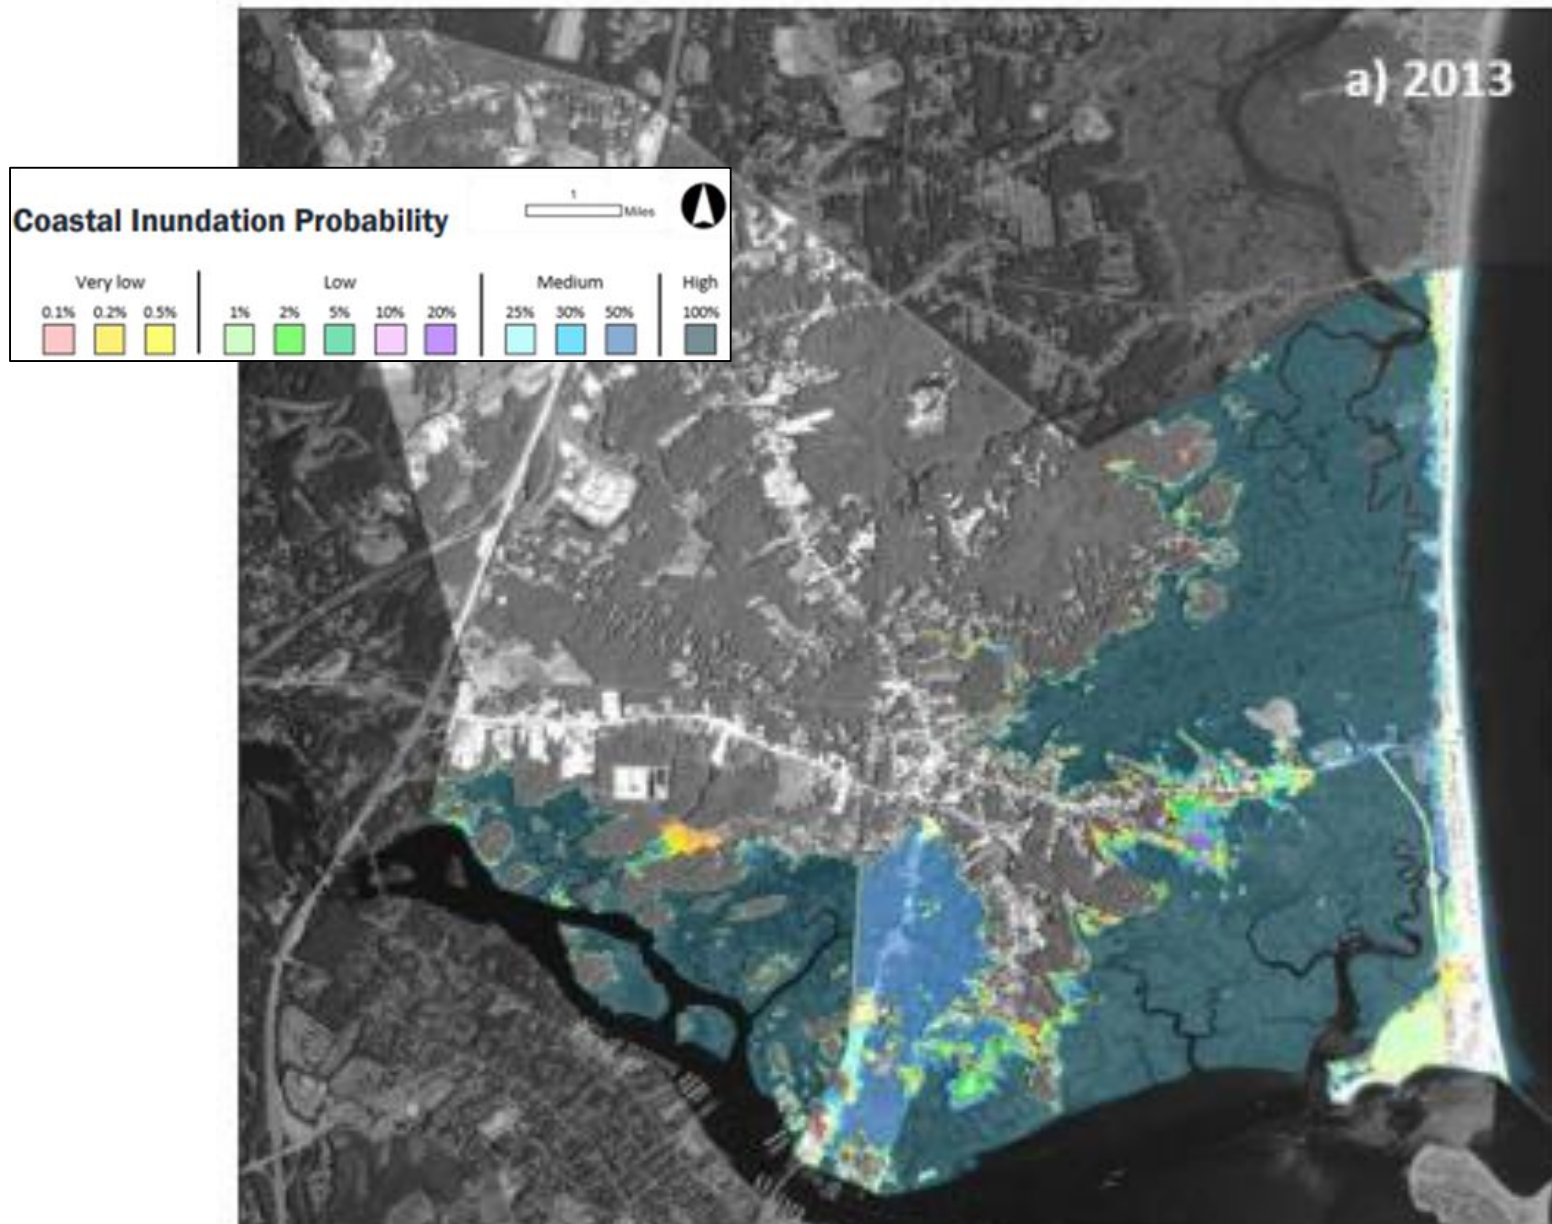 a) 2013
1
Miles
Coastal Inundation Probability
Very low Low Medium High
0.1% 0.2% 0.5% 1% 2% 5% 10% 20% 25% 30% 50% 100%